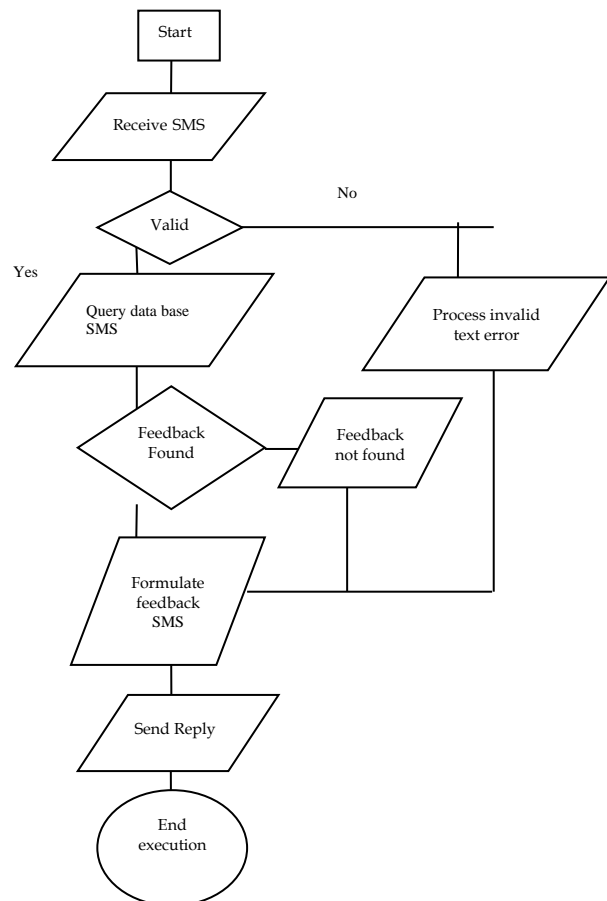 Start
Receive SMS
No
Valid
Yes
Query data base
SMS
Process invalid
text error
Feedback
Found
Feedback
not found
Formulate
feedback
SMS
Send Reply
End
execution